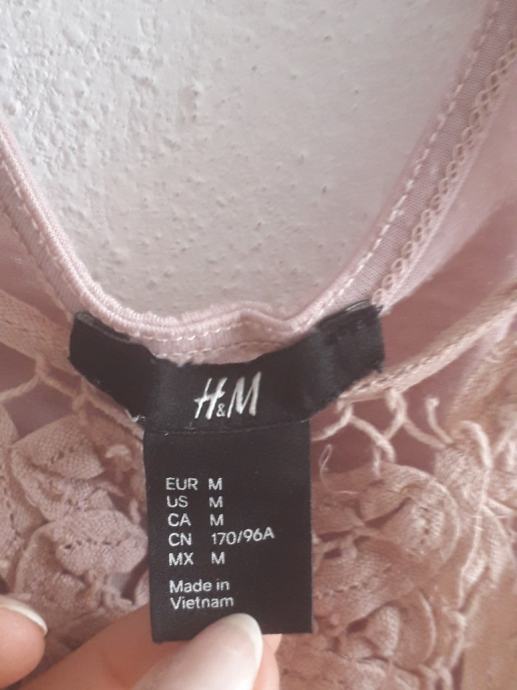 H&M
EUR M
US M
CA M
CN 170/96A
MX M
Made in
Vietnam